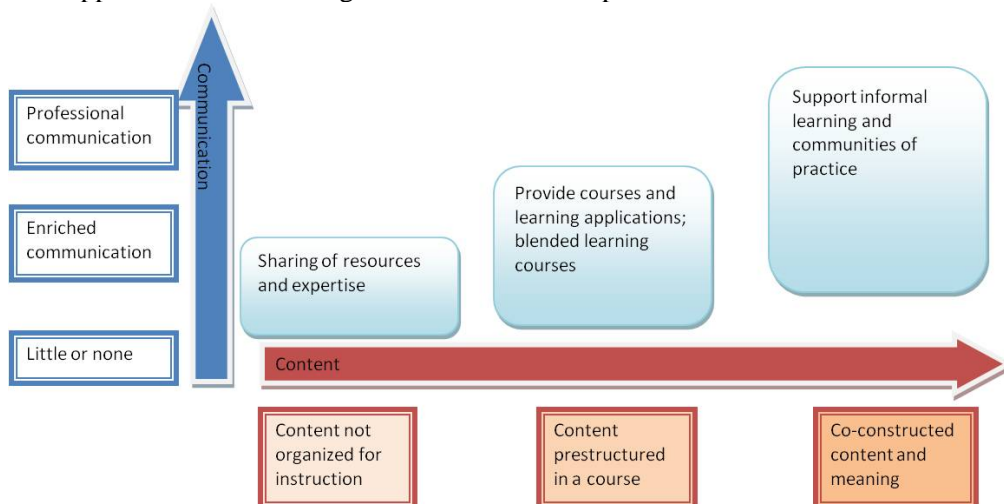 Communication
Professional
communication
Enriched
communication
Little or none
Sharing of resources
and expertise
Provide courses and
learning applications;
blended learning
courses
Support informal
learning and
communities of
practice
Content
Content not
organized for
instruction
Content
prestructured
in a course
Co-constructed
content and
meaning